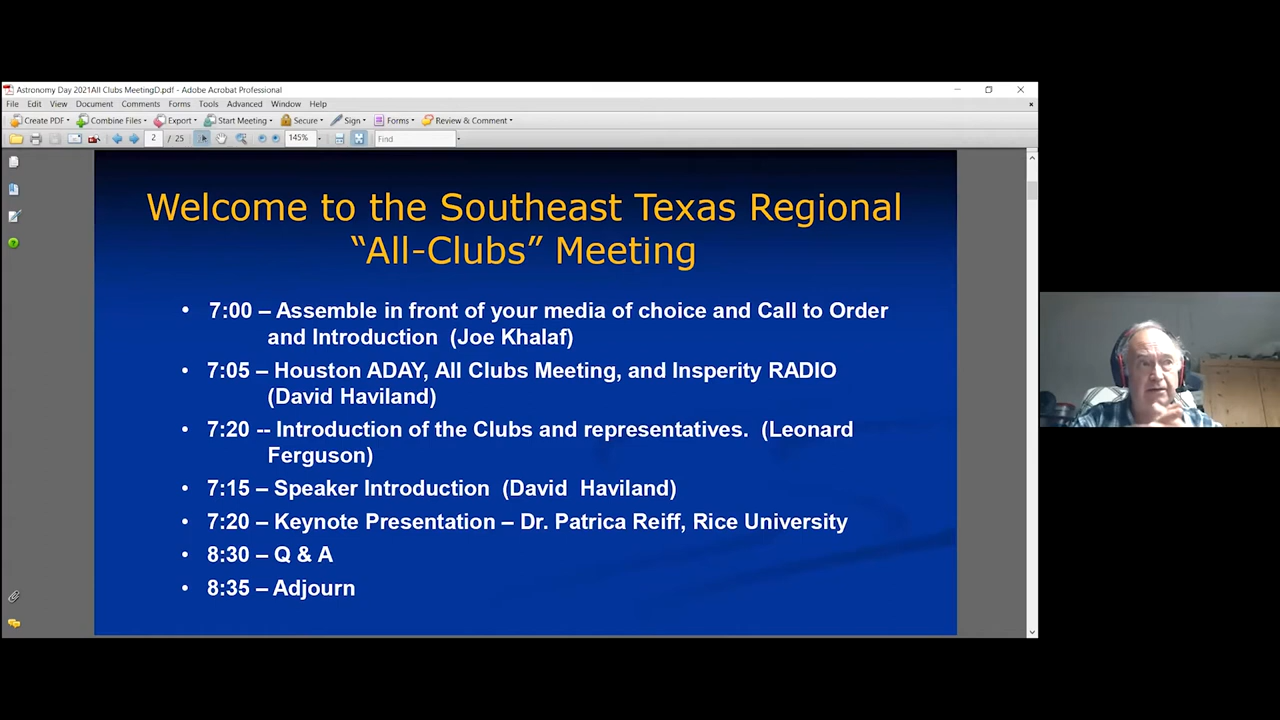 Astronomy Day 2021All Clubs MeetingD.pdf - Adobe Acrobat Professional
File Edit View Document Comments Forms Tools Advanced Window Help
Create PDF Combine Files Export Start Meeting Secure Sign Forms Review & Comment
2 / 25 145% Find
Welcome to the Southeast Texas Regional
“All-Clubs” Meeting
• 7:00 – Assemble in front of your media of choice and Call to Order
and Introduction (Joe Khalaf)
• 7:05 – Houston ADAY, All Clubs Meeting, and Insperity RADIO
(David Haviland)
• 7:20 -- Introduction of the Clubs and representatives. (Leonard
Ferguson)
• 7:15 – Speaker Introduction (David Haviland)
• 7:20 – Keynote Presentation – Dr. Patrica Reiff, Rice University
• 8:30 – Q & A
• 8:35 – Adjourn